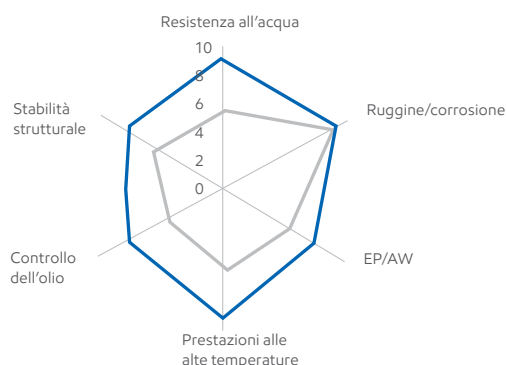 Resistenza all'acqua
10
8
6
4
2
0
Stabilità
strutturale
Ruggine/corrosione
Controllo
dell'olio
EP/AW
Prestazioni alle
alte temperature